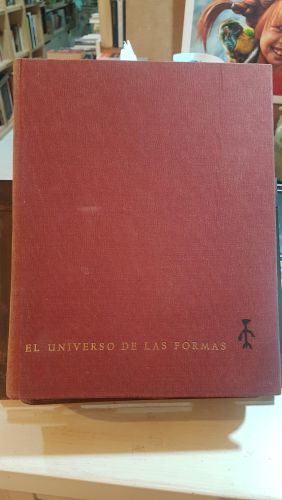 EL UNIVERSO DE LAS FORMAS